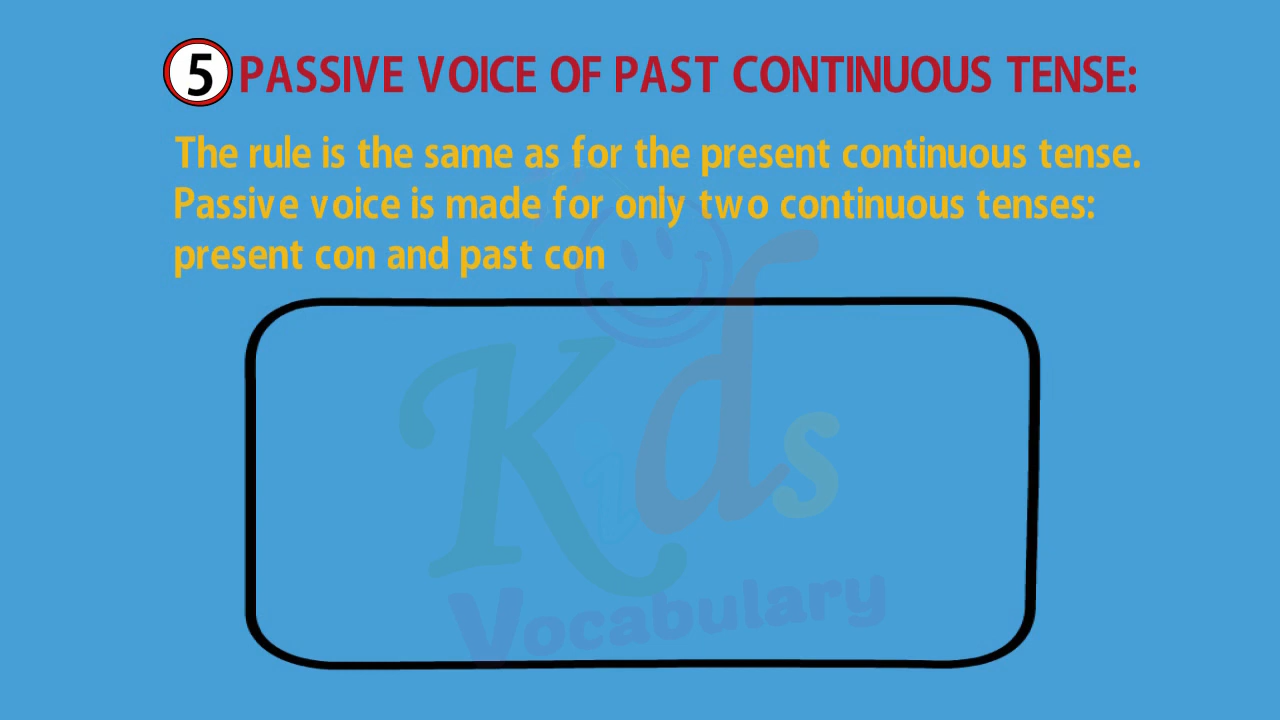 5 PASSIVE VOICE OF PAST CONTINUOUS TENSE:
The rule is the same as for the present continuous tense.
Passive voice is made for only two continuous tenses:
present con and past con
Kids
Vocabulary